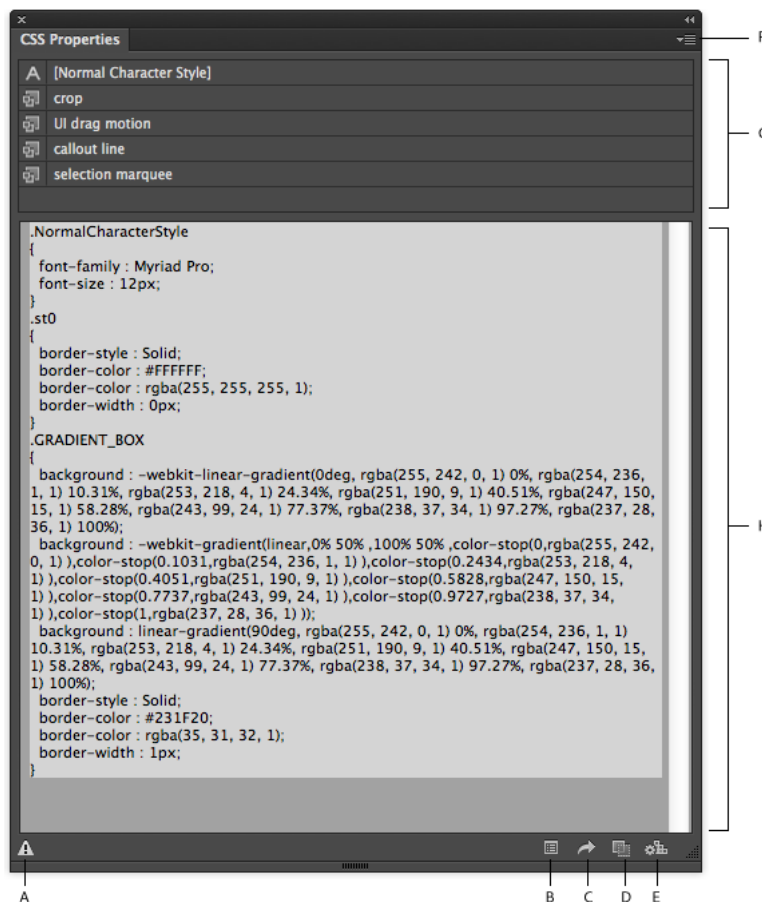 CSS Properties
[Normal Character Style]
crop
UI drag motion
callout line
selection marquee
.NormalCharacterStyle
{
font-family : Myriad Pro;
font-size : 12px;
}
.st0
{
border-style : Solid;
border-color : #FFFFFF;
border-color : rgba(255, 255, 255, 1);
border-width : 0px;
}
.GRADIENT_BOX
{
background : -webkit-linear-gradient(0deg, rgba(255, 242, 0, 1) 0%, rgba(254, 236,
1, 1) 10.31%, rgba(253, 218, 4, 1) 24.34%, rgba(251, 190, 9, 1) 40.51%, rgba(247, 150,
15, 1) 58.28%, rgba(243, 99, 24, 1) 77.37%, rgba(238, 37, 34, 1) 97.27%, rgba(237, 28,
36, 1) 100%);
background : -webkit-gradient(linear,0% 50% ,100% 50% ,color-stop(0,rgba(255, 242,
0, 1) ),color-stop(0.1031,rgba(254, 236, 1, 1) ),color-stop(0.2434,rgba(253, 218, 4,
1) ),color-stop(0.4051,rgba(251, 190, 9, 1) ),color-stop(0.5828,rgba(247, 150, 15,
1) ),color-stop(0.7737,rgba(243, 99, 24, 1) ),color-stop(0.9727,rgba(238, 37, 34,
1) ),color-stop(1,rgba(237, 28, 36, 1) ));
background : linear-gradient(90deg, rgba(255, 242, 0, 1) 0%, rgba(254, 236, 1, 1)
10.31%, rgba(253, 218, 4, 1) 24.34%, rgba(251, 190, 9, 1) 40.51%, rgba(247, 150, 15,
1) 58.28%, rgba(243, 99, 24, 1) 77.37%, rgba(238, 37, 34, 1) 97.27%, rgba(237, 28, 36,
1) 100%);
border-style : Solid;
border-color : #231F20;
border-color : rgba(35, 31, 32, 1);
border-width : 1px;
}
A B C D E